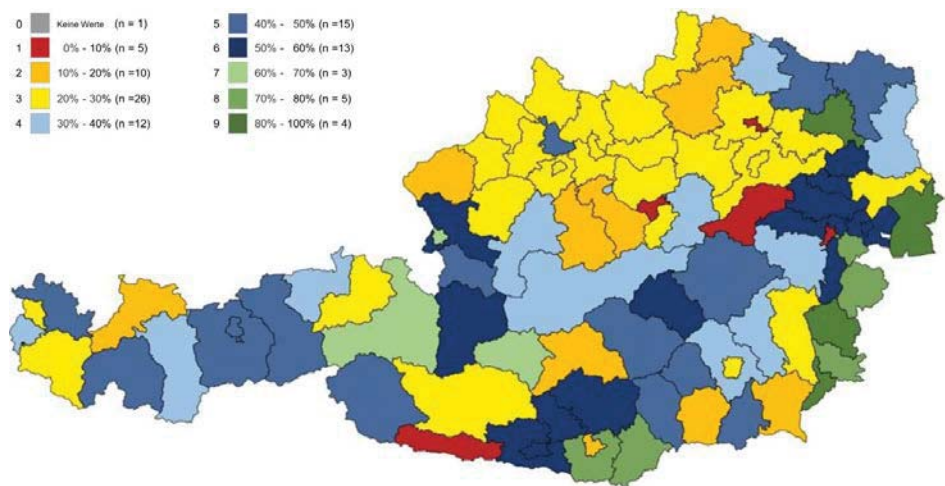 0 Keine Werte (n = 1)
1 0% - 10% (n = 5)
2 10% - 20% (n =10)
3 20% - 30% (n =26)
4 30% - 40% (n =12)
5 40% - 50% (n =15)
6 50% - 60% (n =13)
7 60% - 70% (n = 3)
8 70% - 80% (n = 5)
9 80% - 100% (n = 4)